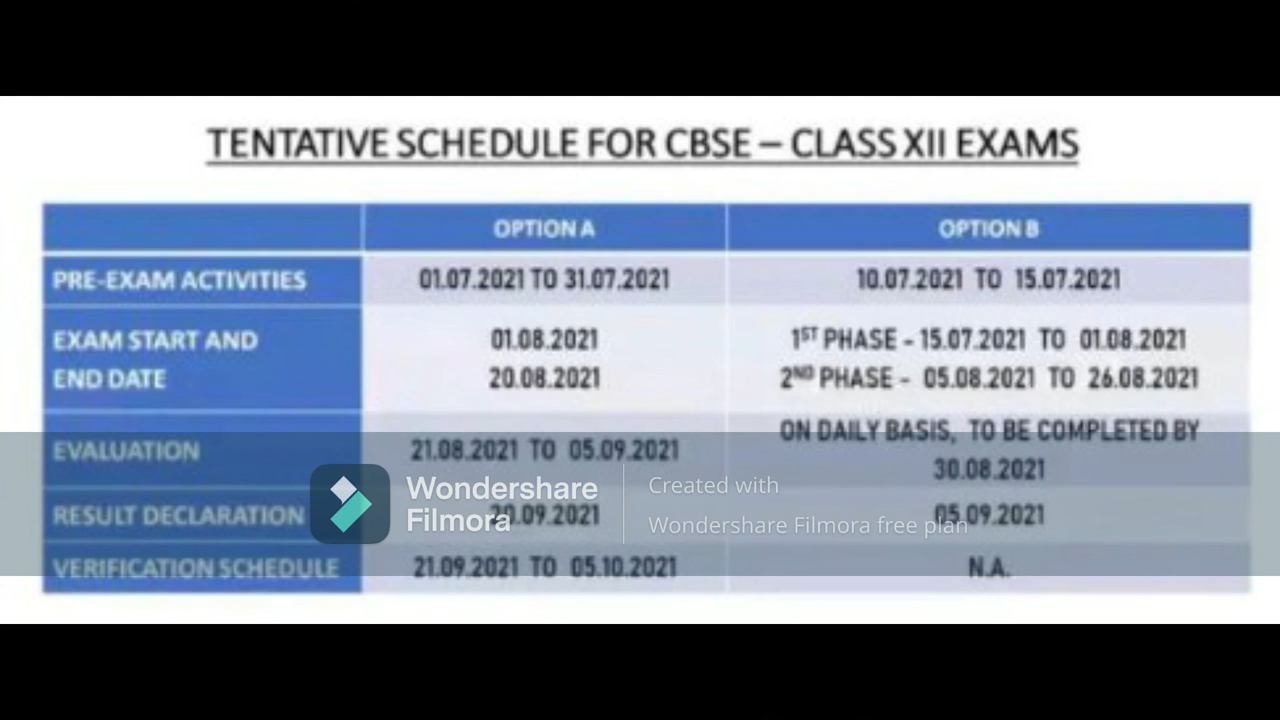 TENTATIVE SCHEDULE FOR CBSE – CLASS XII EXAMS
OPTION A OPTION B
PRE-EXAM ACTIVITIES 01.07.2021 TO 31.07.2021 10.07.2021 TO 15.07.2021
EXAM START AND 01.08.2021 1ST PHASE - 15.07.2021 TO 01.08.2021
END DATE 20.08.2021 2ND PHASE - 05.08.2021 TO 26.08.2021
ON DAILY BASIS, TO BE COMPLETED BY
EVALUATION 21.08.2021 TO 05.09.2021
30.08.2021
RESULT DECLARATION 20.09.2021 05.09.2021
VERIFICATION SCHEDULE 21.09.2021 TO 05.10.2021 N.A.
Wondershare
Filmora
Created with
Wondershare Filmora free plan